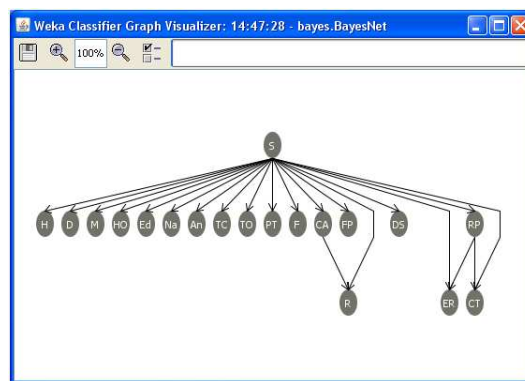 Weka Classifier Graph Visualizer: 14:47:28 - bayes.BayesNet
100%
S
H D M HO Ed Na An TC TO PT F CA FP DS RP
R ER CT